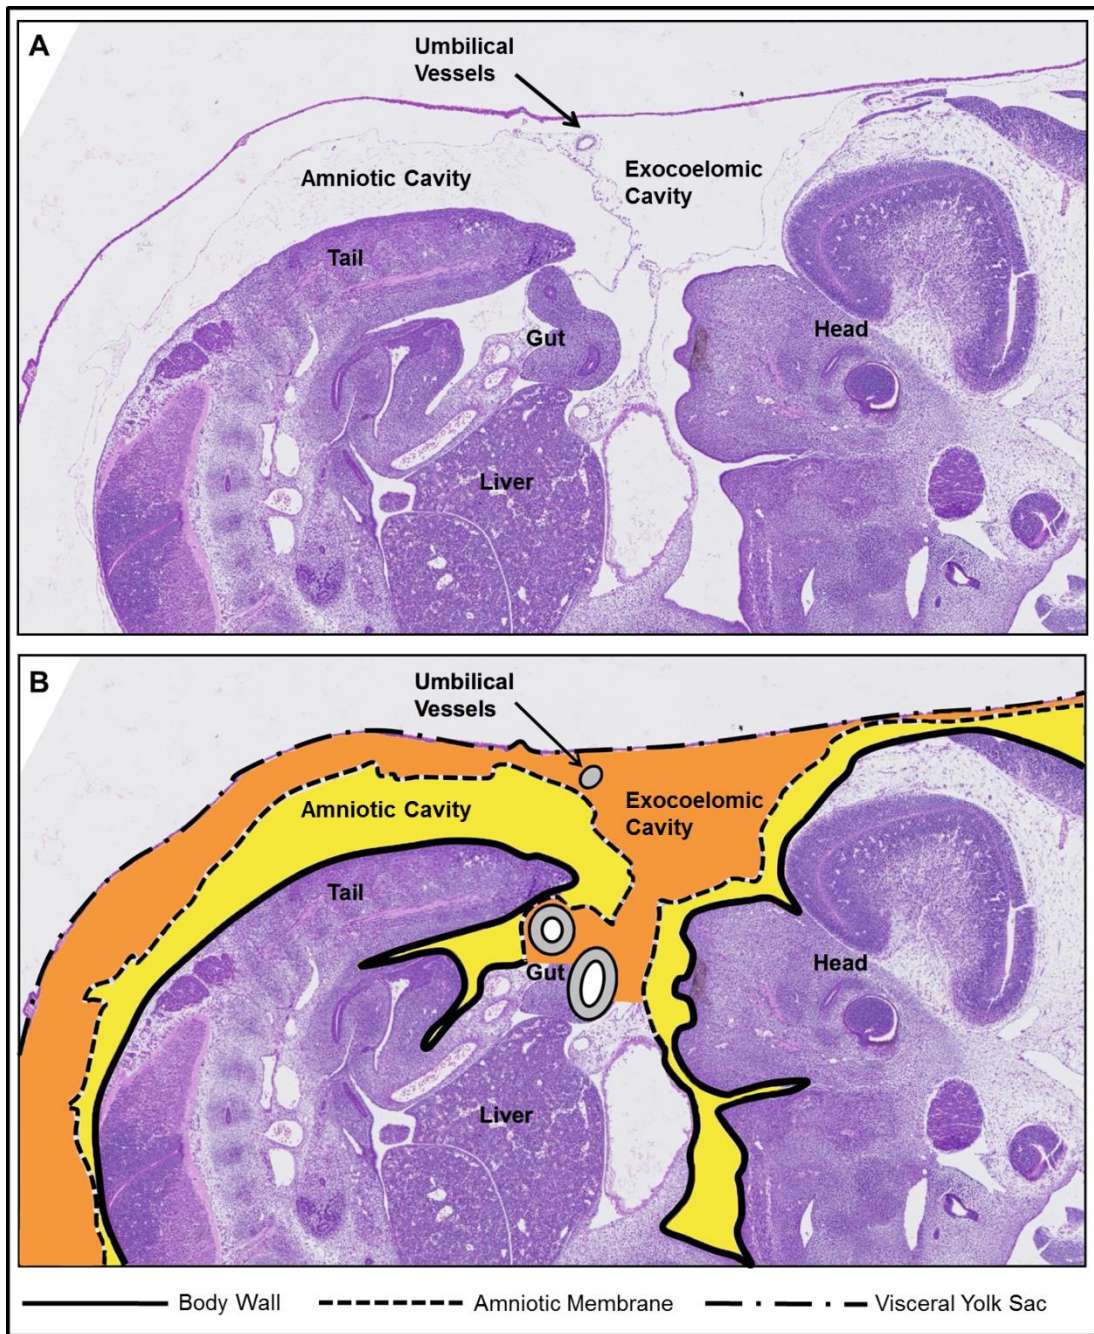 A
Umbilical
Vessels
Amniotic Cavity
Exocoelomic
Cavity
Tail
Gut
Head
Liver
B
Umbilical
Vessels
Amniotic Cavity
Exocoelomic
Cavity
Tail
Gut
Head
Liver
Body Wall
Amniotic Membrane
Visceral Yolk Sac